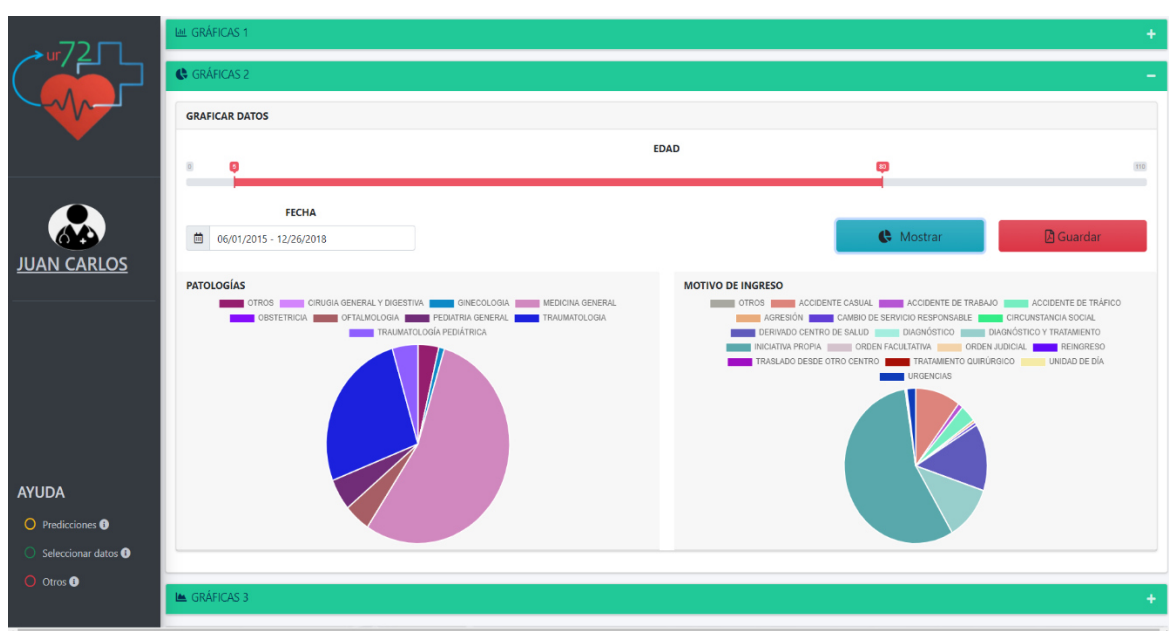 ur72
JUAN CARLOS
AYUDA
Predicciones
Seleccionar datos
Otros
GRÁFICAS 1
+
GRÁFICAS 2
−
GRAFICAR DATOS
EDAD
0 5 80 110
FECHA
06/01/2015 - 12/26/2018
Mostrar
Guardar
PATOLOGÍAS
OTROS CIRUGIA GENERAL Y DIGESTIVA GINECOLOGIA MEDICINA GENERAL
OBSTETRICIA OFTALMOLOGIA PEDIATRIA GENERAL TRAUMATOLOGIA
TRAUMATOLOGÍA PEDIÁTRICA
MOTIVO DE INGRESO
OTROS ACCIDENTE CASUAL ACCIDENTE DE TRABAJO ACCIDENTE DE TRÁFICO
AGRESIÓN CAMBIO DE SERVICIO RESPONSABLE CIRCUNSTANCIA SOCIAL
DERIVADO CENTRO DE SALUD DIAGNÓSTICO DIAGNÓSTICO Y TRATAMIENTO
INICIATIVA PROPIA ORDEN FACULTATIVA ORDEN JUDICIAL REINGRESO
TRASLADO DESDE OTRO CENTRO TRATAMIENTO QUIRÚRGICO UNIDAD DE DÍA
URGENCIAS
GRÁFICAS 3
+